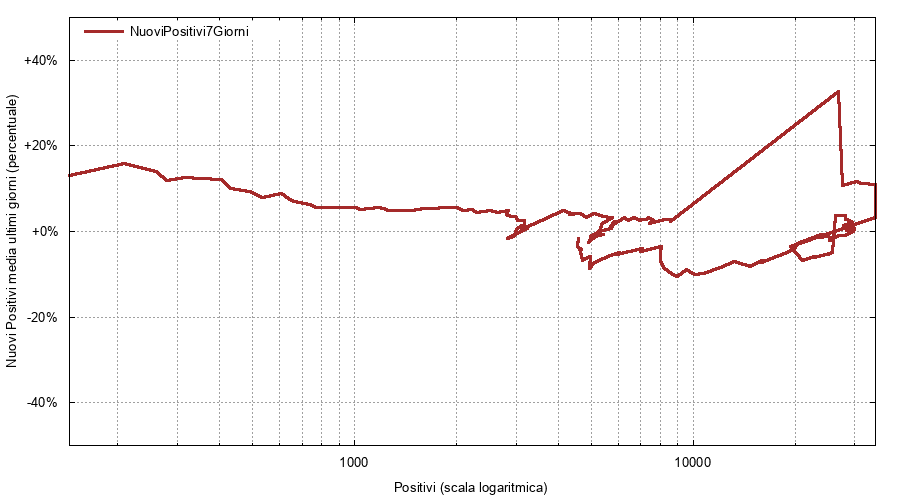 NuoviPositivi7Giorni
+40%
+20%
+0%
-20%
-40%
Nuovi Positivi media ultimi giorni (percentuale)
1000
10000
Positivi (scala logaritmica)